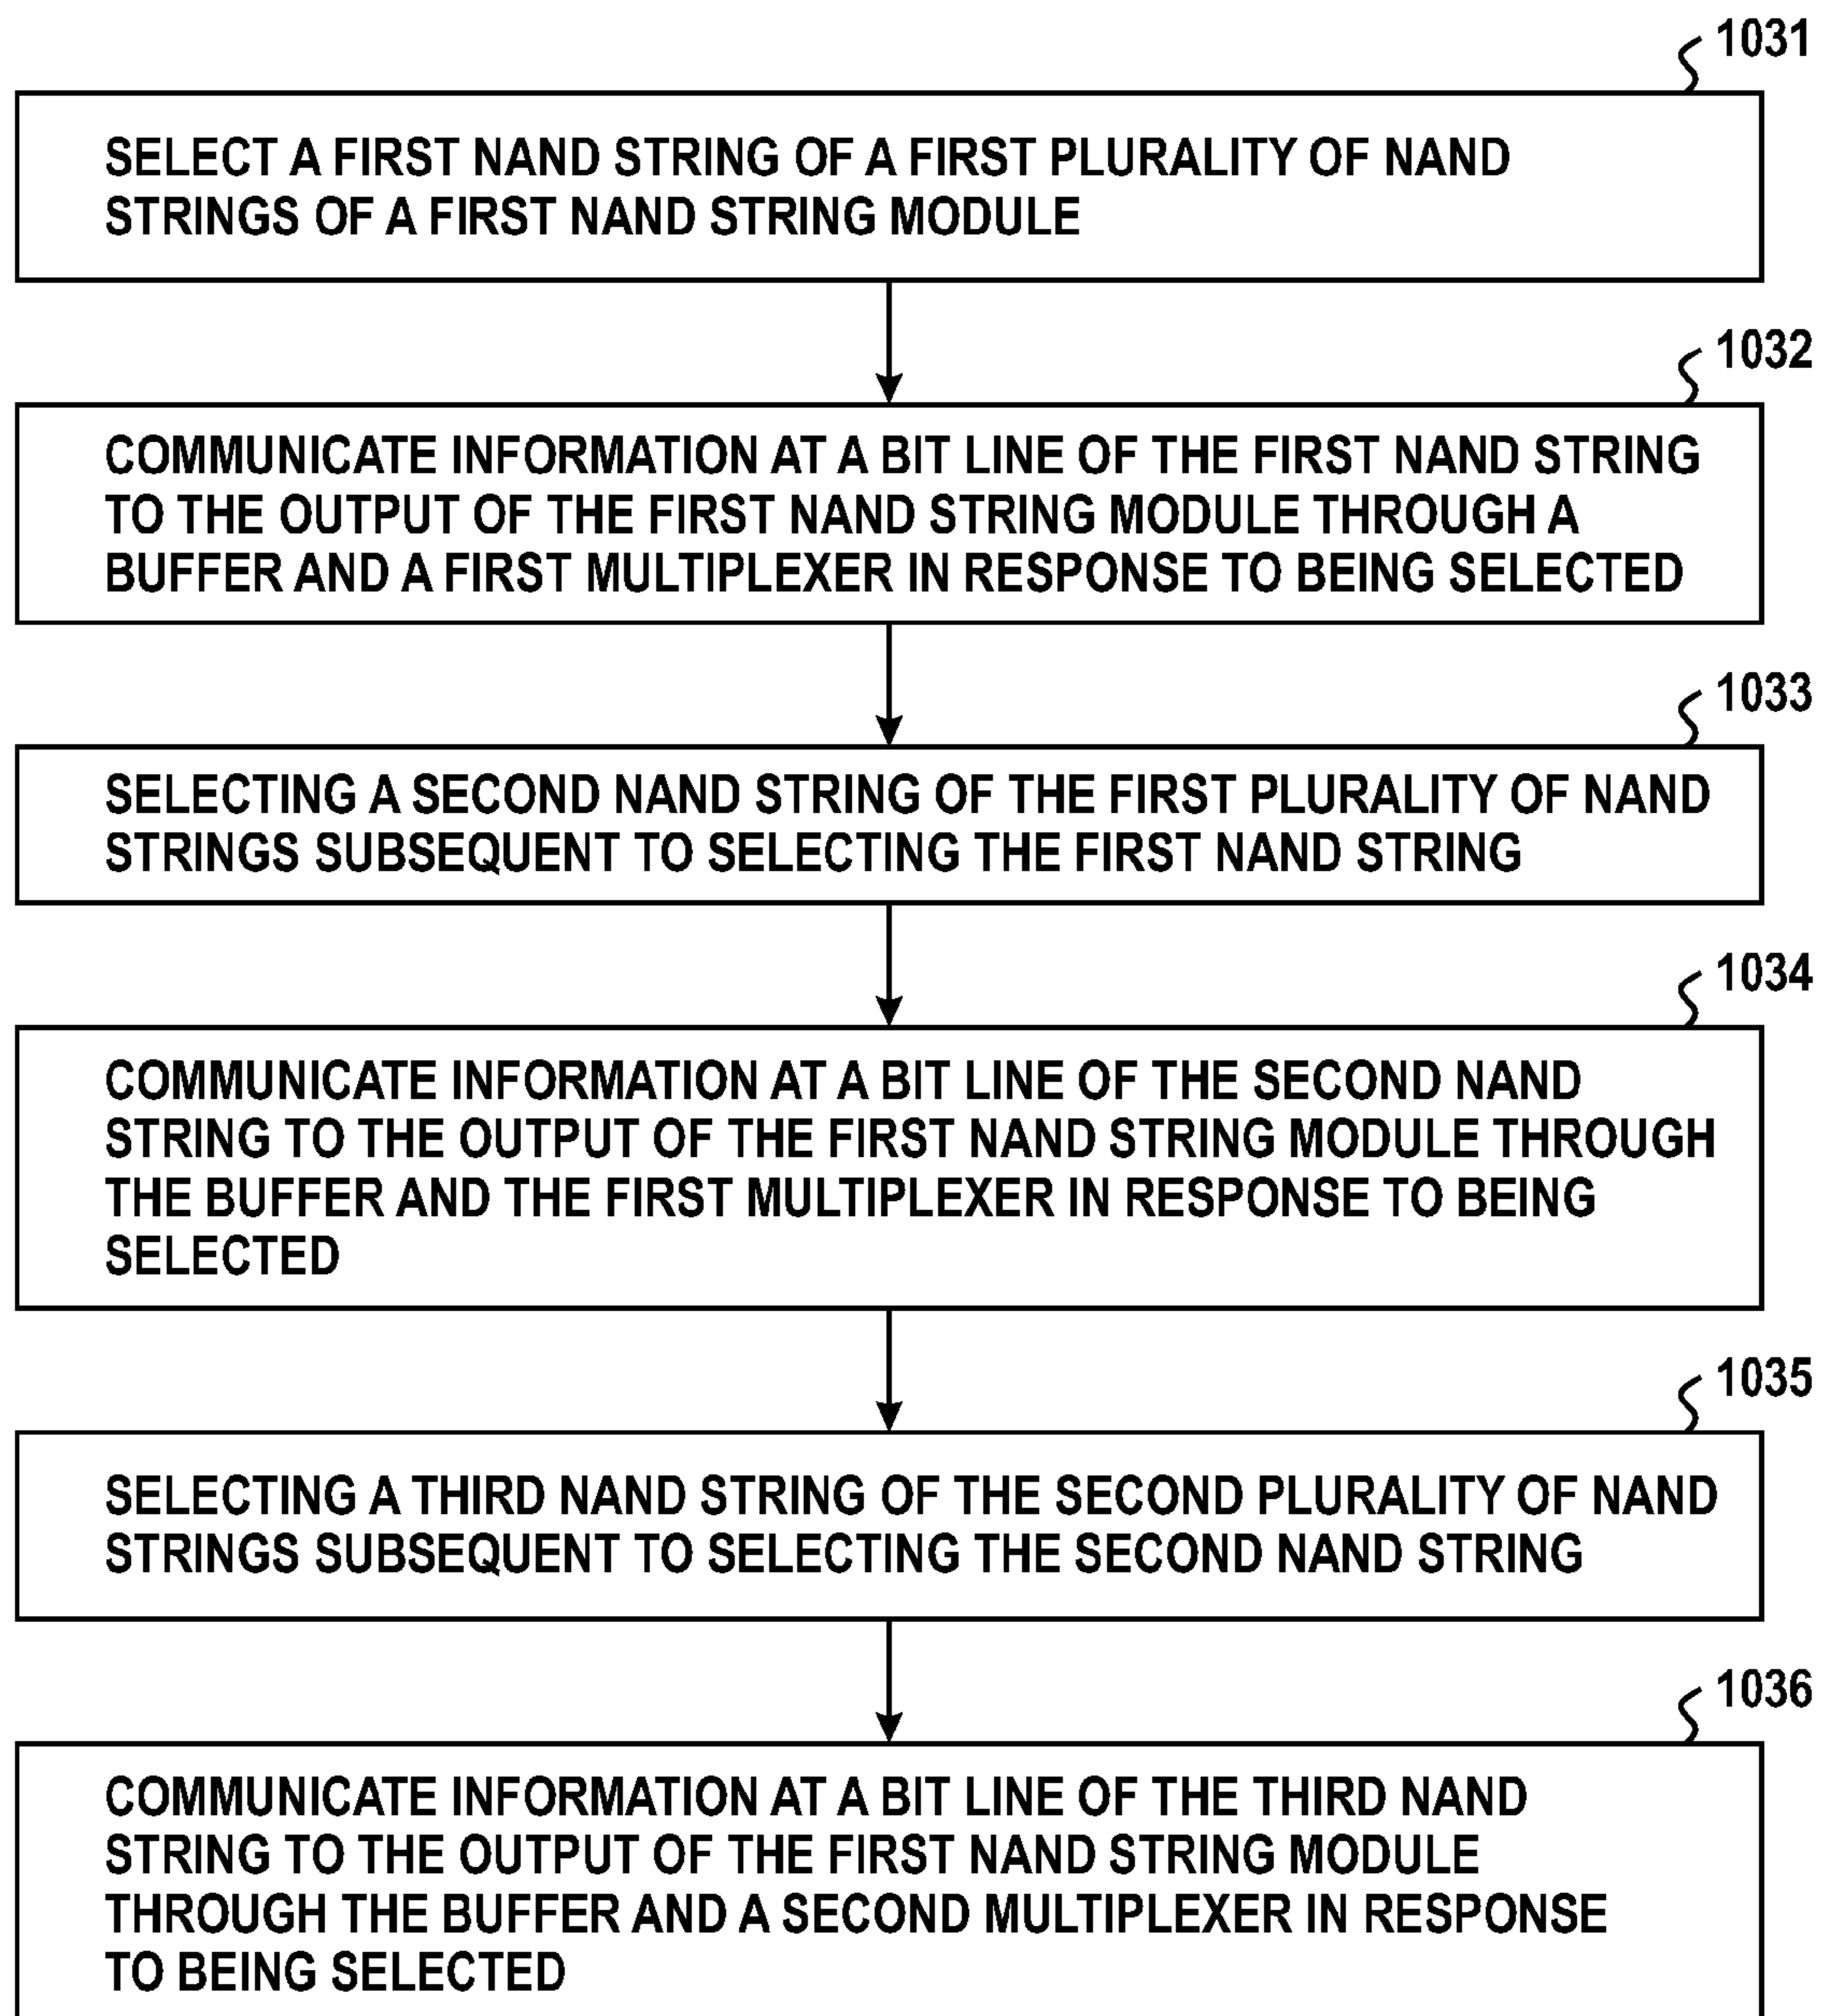 1031
SELECT A FIRST NAND STRING OF A FIRST PLURALITY OF NAND
STRINGS OF A FIRST NAND STRING MODULE
1032
COMMUNICATE INFORMATION AT A BIT LINE OF THE FIRST NAND STRING
TO THE OUTPUT OF THE FIRST NAND STRING MODULE THROUGH A
BUFFER AND A FIRST MULTIPLEXER IN RESPONSE TO BEING SELECTED
1033
SELECTING A SECOND NAND STRING OF THE FIRST PLURALITY OF NAND
STRINGS SUBSEQUENT TO SELECTING THE FIRST NAND STRING
1034
COMMUNICATE INFORMATION AT A BIT LINE OF THE SECOND NAND
STRING TO THE OUTPUT OF THE FIRST NAND STRING MODULE THROUGH
THE BUFFER AND THE FIRST MULTIPLEXER IN RESPONSE TO BEING
SELECTED
1035
SELECTING A THIRD NAND STRING OF THE SECOND PLURALITY OF NAND
STRINGS SUBSEQUENT TO SELECTING THE SECOND NAND STRING
1036
COMMUNICATE INFORMATION AT A BIT LINE OF THE THIRD NAND
STRING TO THE OUTPUT OF THE FIRST NAND STRING MODULE
THROUGH THE BUFFER AND A SECOND MULTIPLEXER IN RESPONSE
TO BEING SELECTED